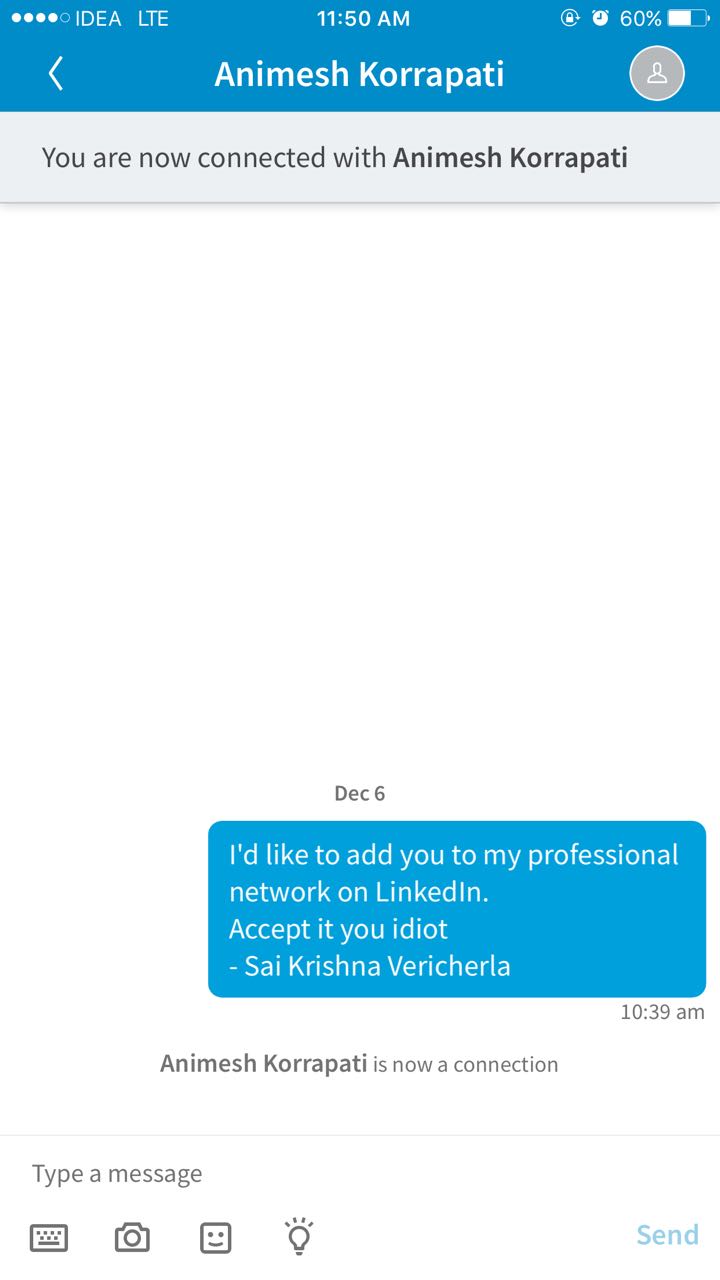 IDEA LTE 11:50 AM 60%
Animesh Korrapati
You are now connected with Animesh Korrapati
Dec 6
I'd like to add you to my professional
network on LinkedIn.
Accept it you idiot
- Sai Krishna Vericherla
10:39 am
Animesh Korrapati is now a connection
Type a message
Send